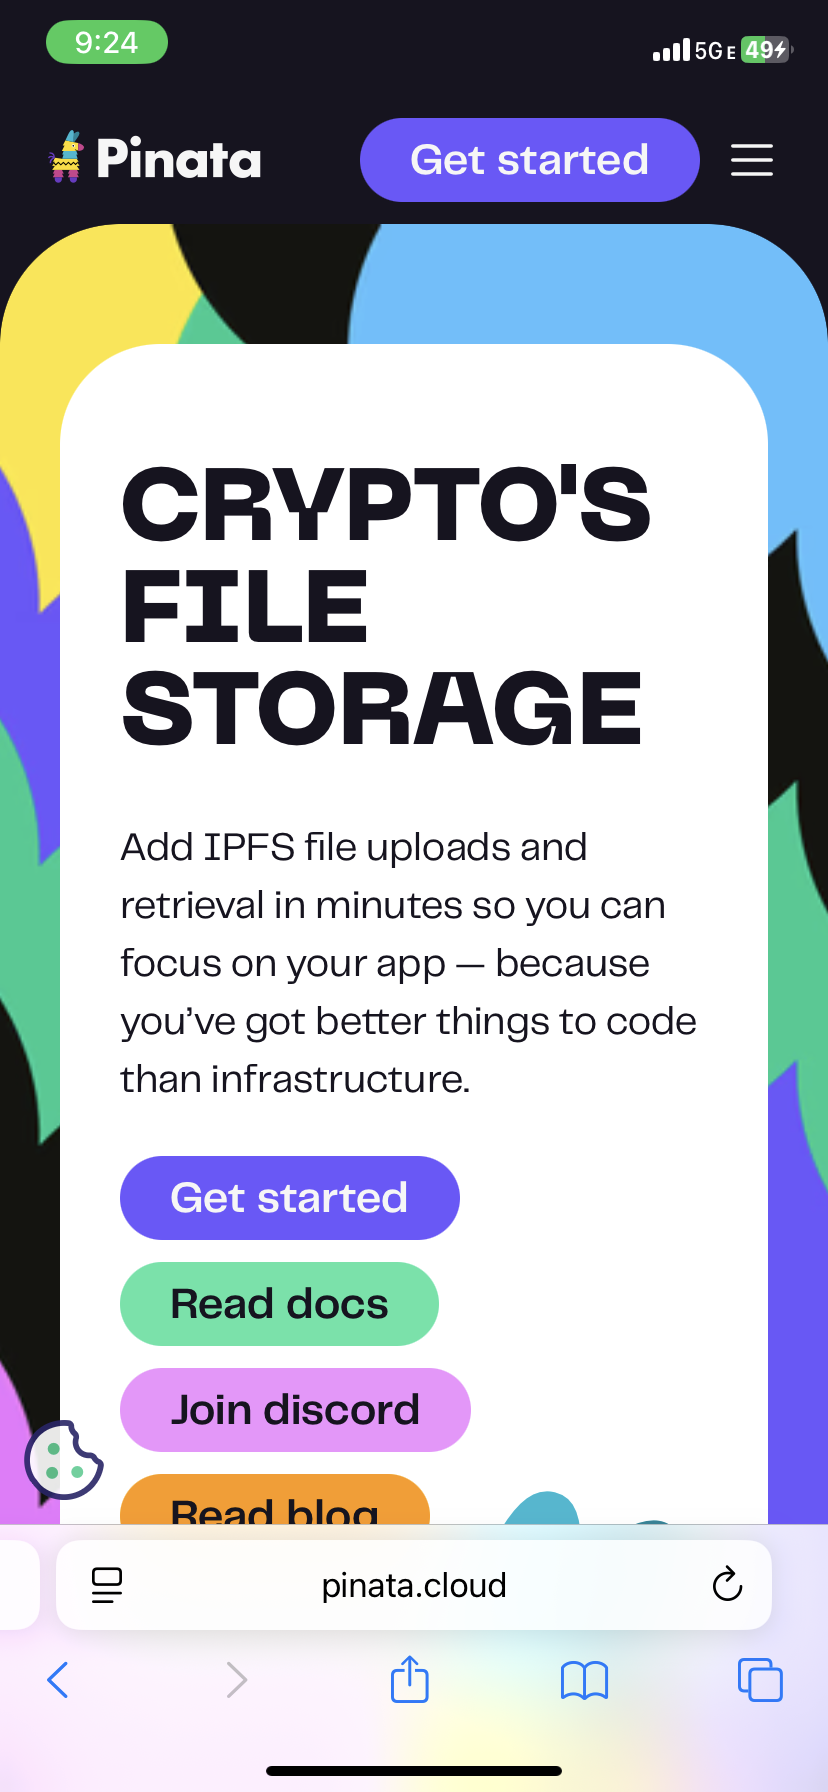 9:24
5G E 49
Pinata
Get started
CRYPTO'S
FILE
STORAGE
Add IPFS file uploads and
retrieval in minutes so you can
focus on your app — because
you’ve got better things to code
than infrastructure.
Get started
Read docs
Join discord
Read blog
pinata.cloud